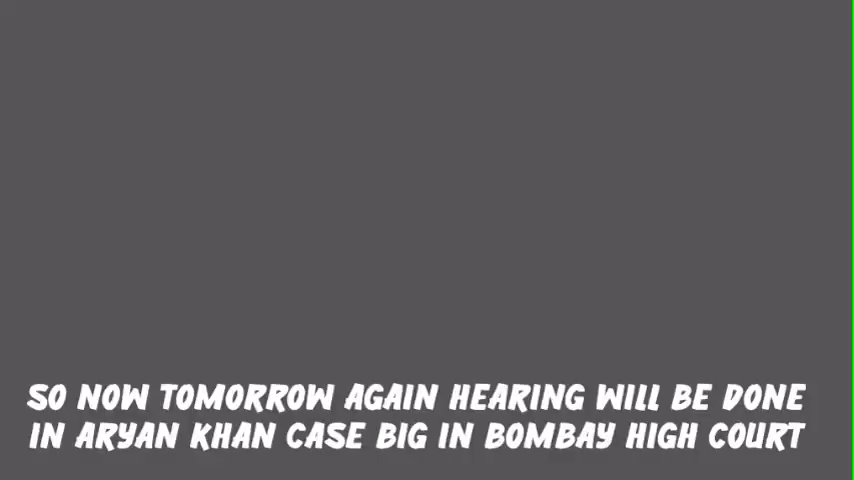 SO NOW TOMORROW AGAIN HEARING WILL BE DONE
IN ARYAN KHAN CASE BIG IN BOMBAY HIGH COURT